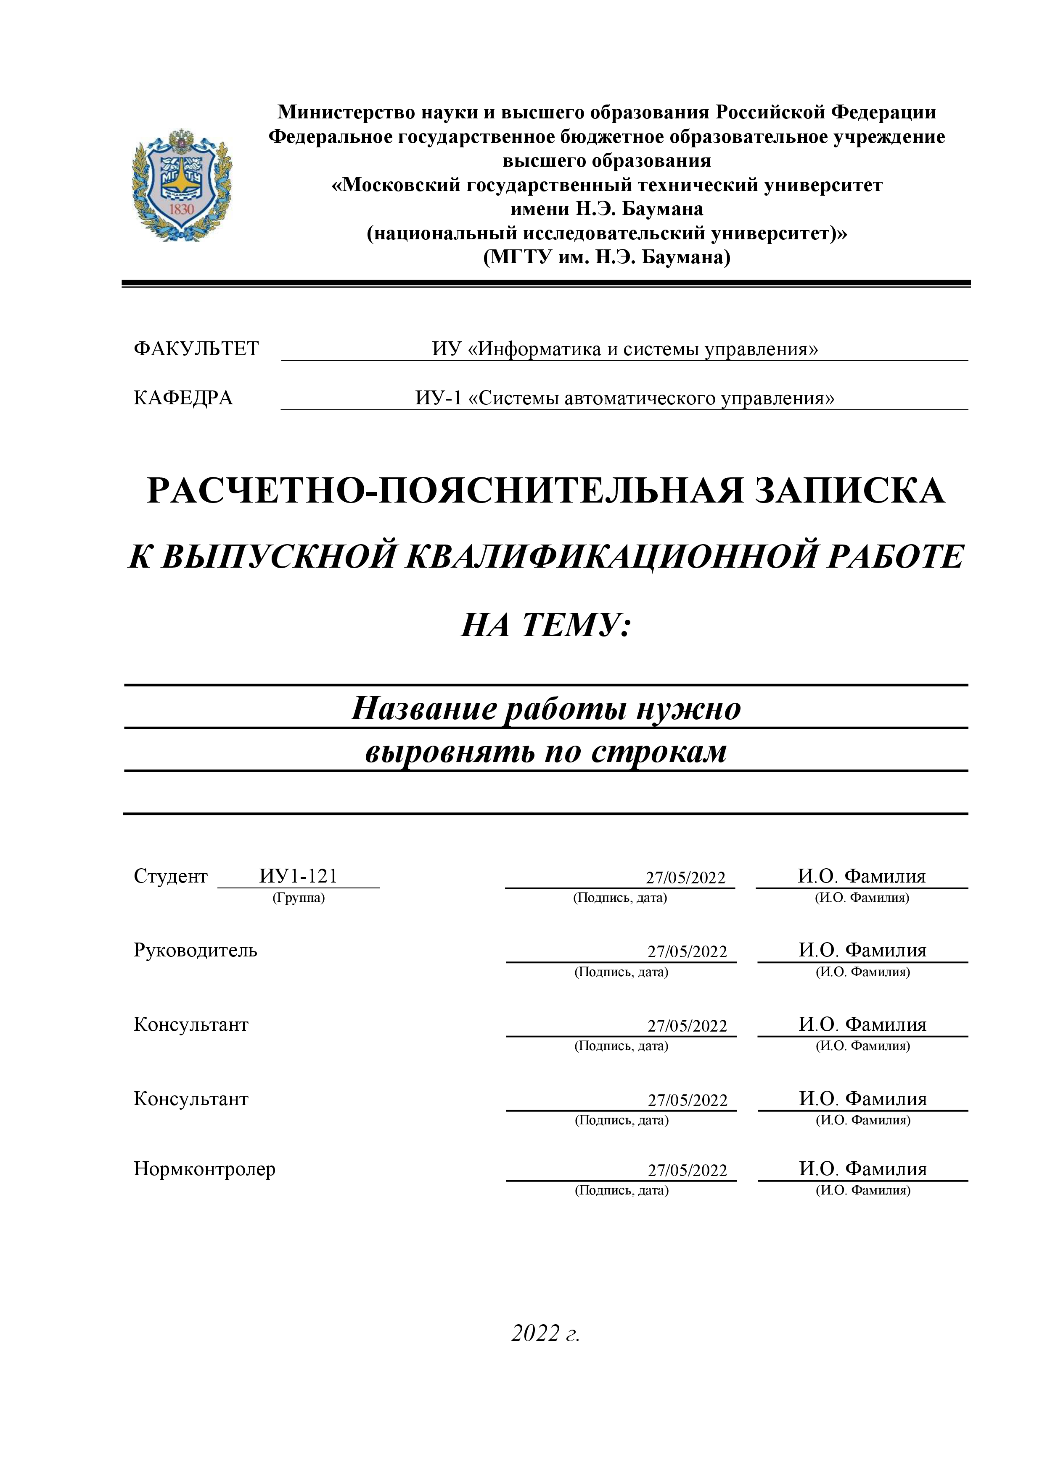 Министерство науки и высшего образования Российской Федерации
Федеральное государственное бюджетное образовательное учреждение
высшего образования
«Московский государственный технический университет
имени Н.Э. Баумана
(национальный исследовательский университет)»
(МГТУ им. Н.Э. Баумана)
МГТУ
1830
ФАКУЛЬТЕТ ИУ «Информатика и системы управления»
КАФЕДРА ИУ-1 «Системы автоматического управления»
РАСЧЕТНО-ПОЯСНИТЕЛЬНАЯ ЗАПИСКА
К ВЫПУСКНОЙ КВАЛИФИКАЦИОННОЙ РАБОТЕ
НА ТЕМУ:
Название работы нужно
выровнять по строкам
Студент ИУ1-121 27/05/2022 И.О. Фамилия
(Группа) (Подпись, дата) (И.О. Фамилия)
Руководитель 27/05/2022 И.О. Фамилия
(Подпись, дата) (И.О. Фамилия)
Консультант 27/05/2022 И.О. Фамилия
(Подпись, дата) (И.О. Фамилия)
Консультант 27/05/2022 И.О. Фамилия
(Подпись, дата) (И.О. Фамилия)
Нормконтролер 27/05/2022 И.О. Фамилия
(Подпись, дата) (И.О. Фамилия)
2022 г.